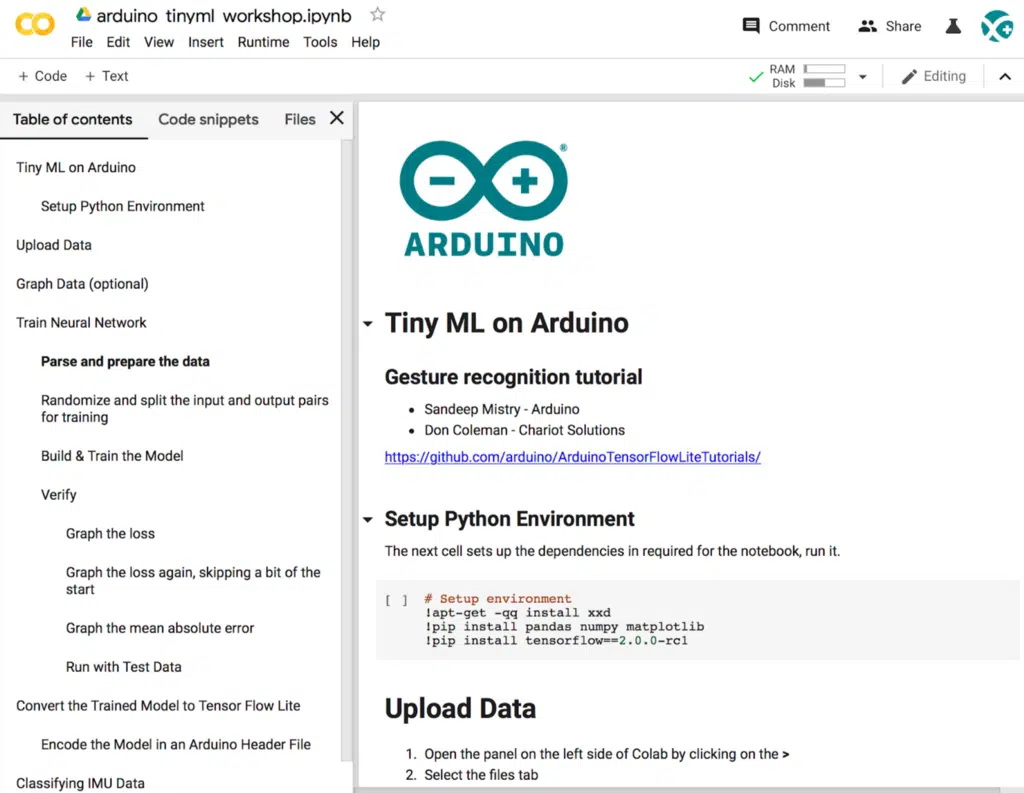 arduino_tinyml_workshop.ipynb
File Edit View Insert Runtime Tools Help
Comment Share
+ Code + Text
RAM
Disk
Editing
Table of contents Code snippets Files
Tiny ML on Arduino
Setup Python Environment
Upload Data
Graph Data (optional)
Train Neural Network
Parse and prepare the data
Randomize and split the input and output pairs
for training
Build & Train the Model
Verify
Graph the loss
Graph the loss again, skipping a bit of the
start
Graph the mean absolute error
Run with Test Data
Convert the Trained Model to Tensor Flow Lite
Encode the Model in an Arduino Header File
Classifying IMU Data
ARDUINO
Tiny ML on Arduino
Gesture recognition tutorial
• Sandeep Mistry - Arduino
• Don Coleman - Chariot Solutions
https://github.com/arduino/ArduinoTensorFlowLiteTutorials/
Setup Python Environment
The next cell sets up the dependencies in required for the notebook, run it.
[ ] # Setup environment
!apt-get -qq install xxd
!pip install pandas numpy matplotlib
!pip install tensorflow==2.0.0-rc1
Upload Data
1. Open the panel on the left side of Colab by clicking on the >
2. Select the files tab